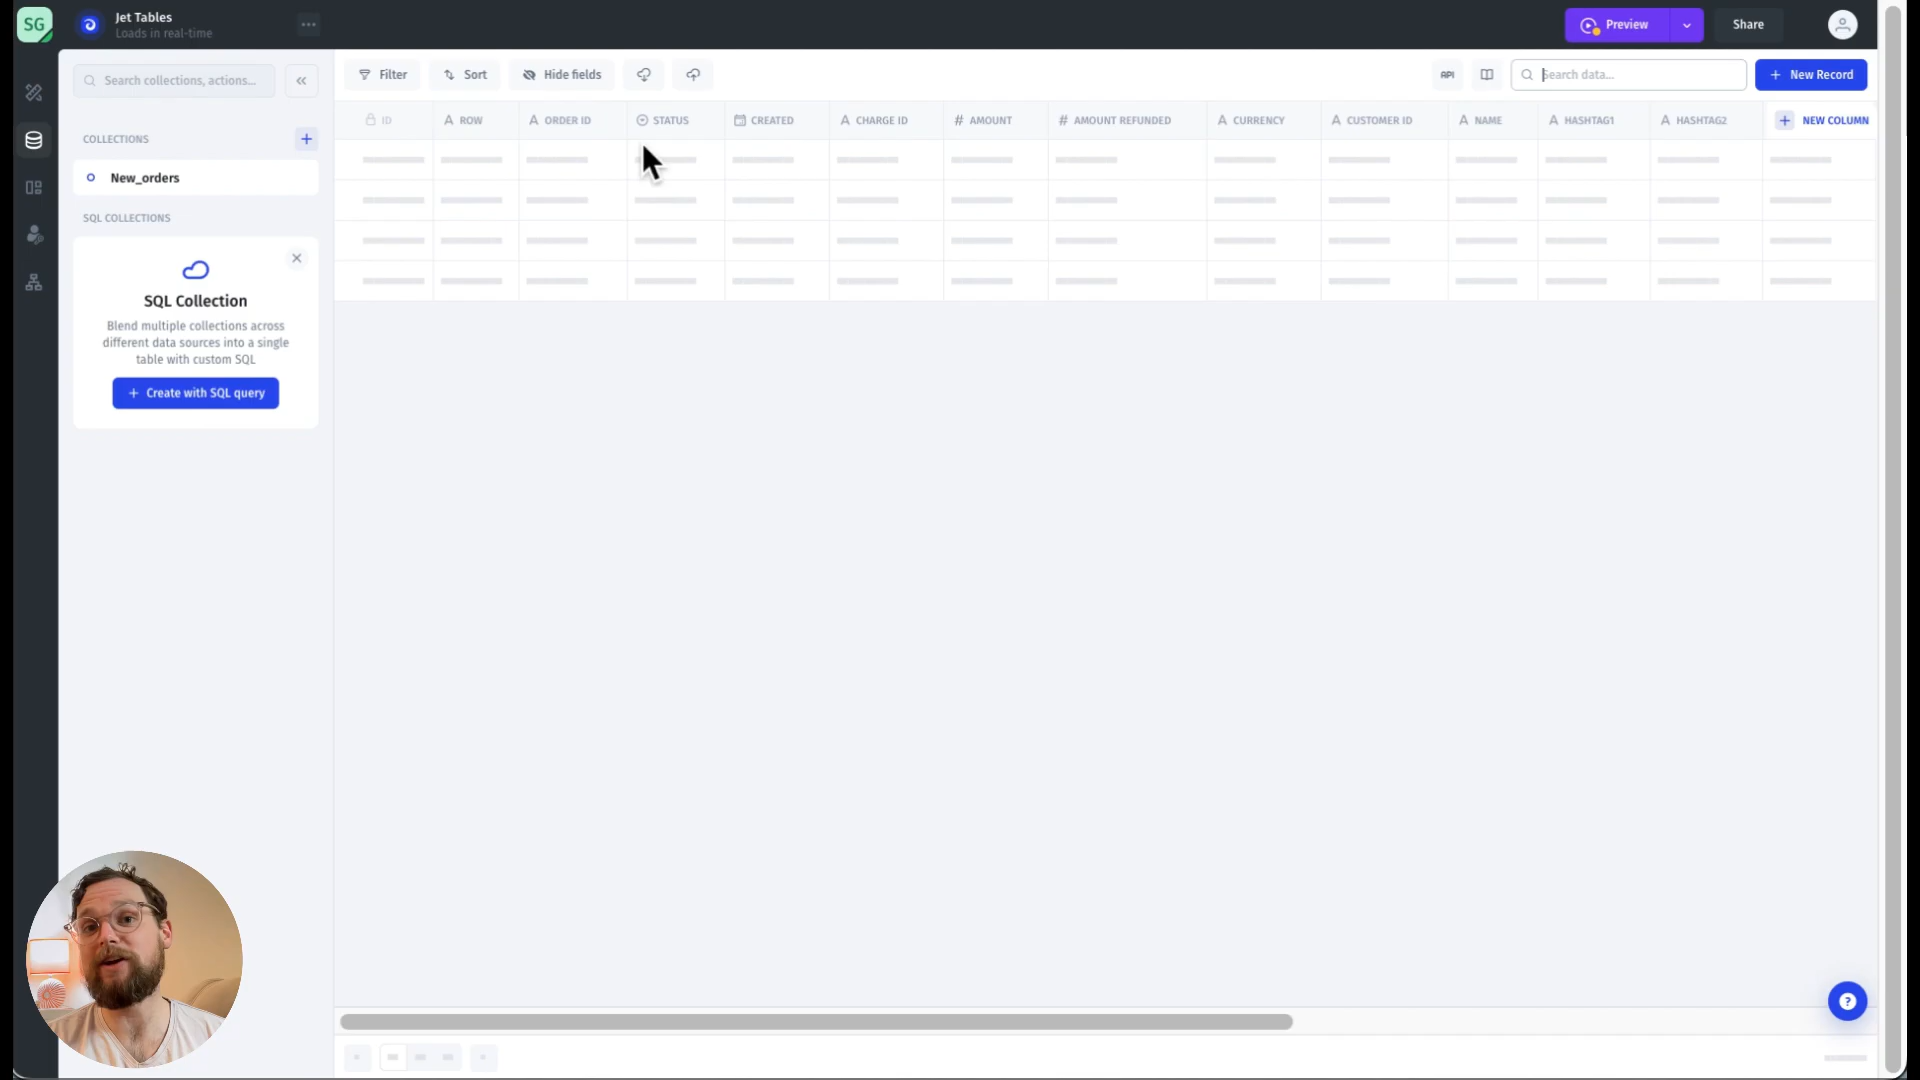 SG
Jet Tables
Loads in real-time
Preview
Share
Search collections, actions...
Filter
Sort
Hide fields
API
Search data...
New Record
COLLECTIONS
New_orders
SQL COLLECTIONS
SQL Collection
Blend multiple collections across
different data sources into a single
table with custom SQL
Create with SQL query
ID
ROW
ORDER ID
STATUS
CREATED
CHARGE ID
AMOUNT
AMOUNT REFUNDED
CURRENCY
CUSTOMER ID
NAME
HASHTAG1
HASHTAG2
NEW COLUMN